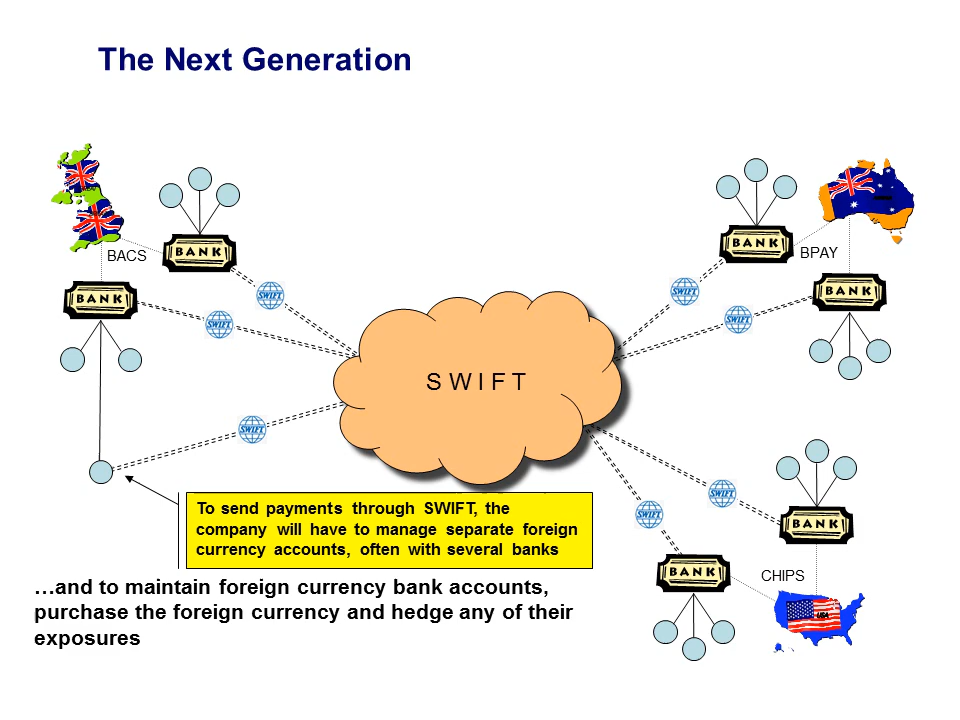 The Next Generation
BACS
BANK
BANK
BANK
BPAY
BANK
SWIFT
SWIFT
SWIFT
SWIFT
S W I F T
SWIFT
SWIFT
SWIFT
To send payments through SWIFT, the
company will have to manage separate foreign
currency accounts, often with several banks
BANK
BANK
CHIPS
USA
…and to maintain foreign currency bank accounts,
purchase the foreign currency and hedge any of their
exposures